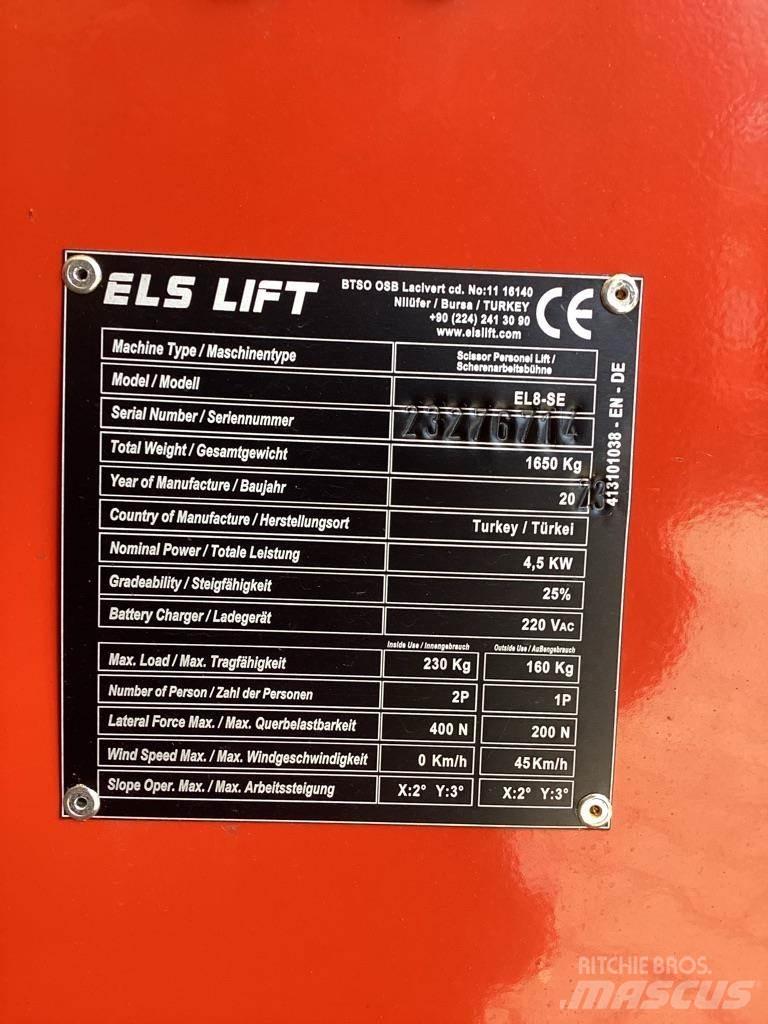 ELS LIFT
BTSO OSB Lacivert cd. No:11 16140
Nilüfer / Bursa / TURKEY
+90 (224) 241 30 90
www.elslift.com
CE
Machine Type / Maschinentype
Scissor Personel Lift /
Scherenarbeitsbühne
Model / Modell EL8-SE
Serial Number / Seriennummer 23276714
Total Weight / Gesamtgewicht 1650 Kg
Year of Manufacture / Baujahr 2023
Country of Manufacture / Herstellungsort Turkey / Türkei
Nominal Power / Totale Leistung 4,5 KW
Gradeability / Steigfähigkeit 25%
Battery Charger / Ladegerät 220 VAC
Inside Use / Innengebrauch Outside Use / Außengebrauch
Max. Load / Max. Tragfähigkeit 230 Kg 160 Kg
Number of Person / Zahl der Personen 2P 1P
Lateral Force Max. / Max. Querbelastbarkeit 400 N 200 N
Wind Speed Max. / Max. Windgeschwindigkeit 0 Km/h 45Km/h
Slope Oper. Max. / Max. Arbeitssteigung X:2° Y:3° X:2° Y:3°
413101038 - EN - DE
RITCHIE BROS.
MASCUS